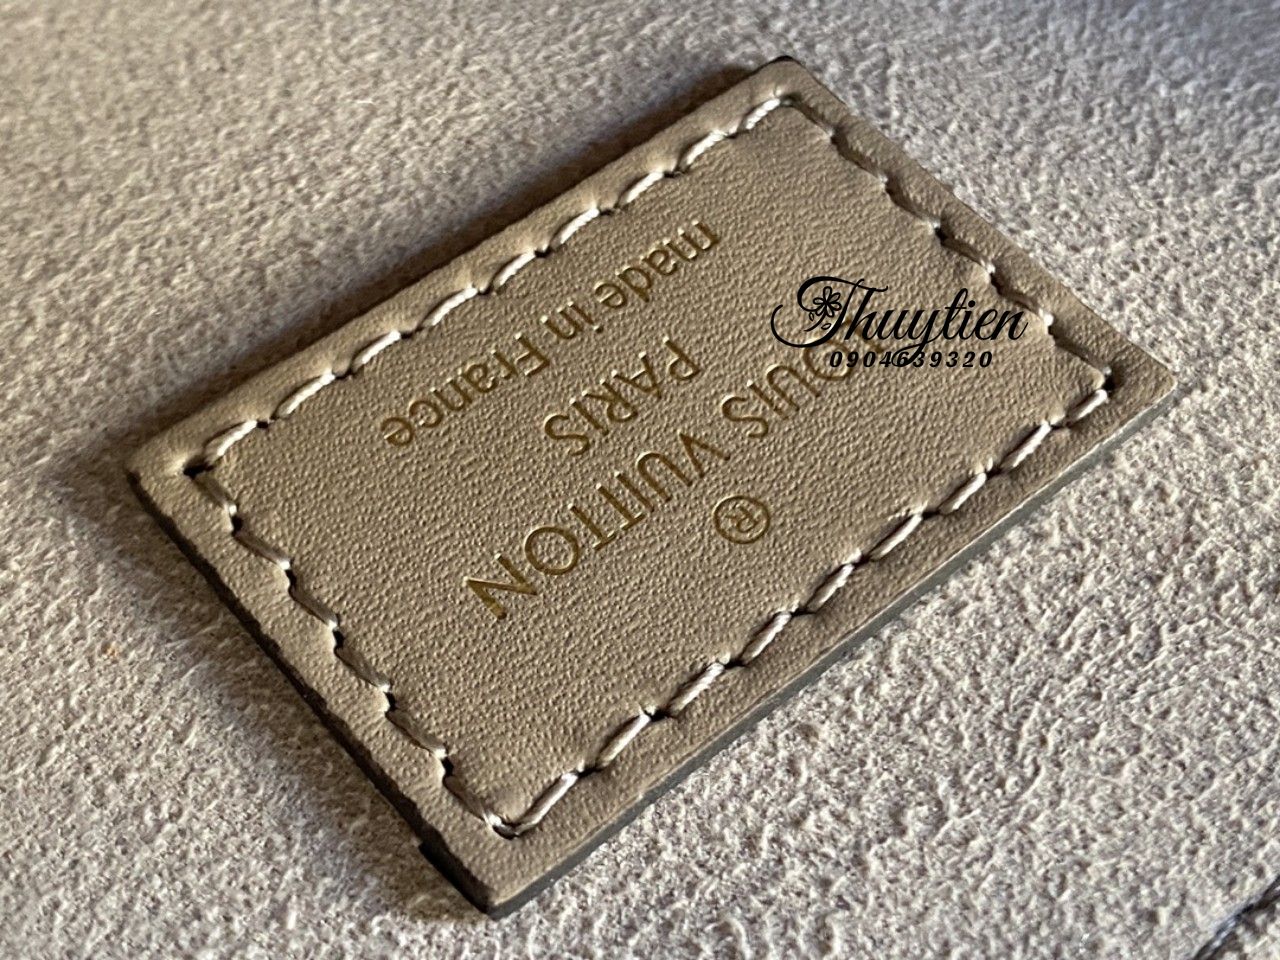 ®
LOUIS VUITTON
PARIS
made in France
Thuytien
0904639320